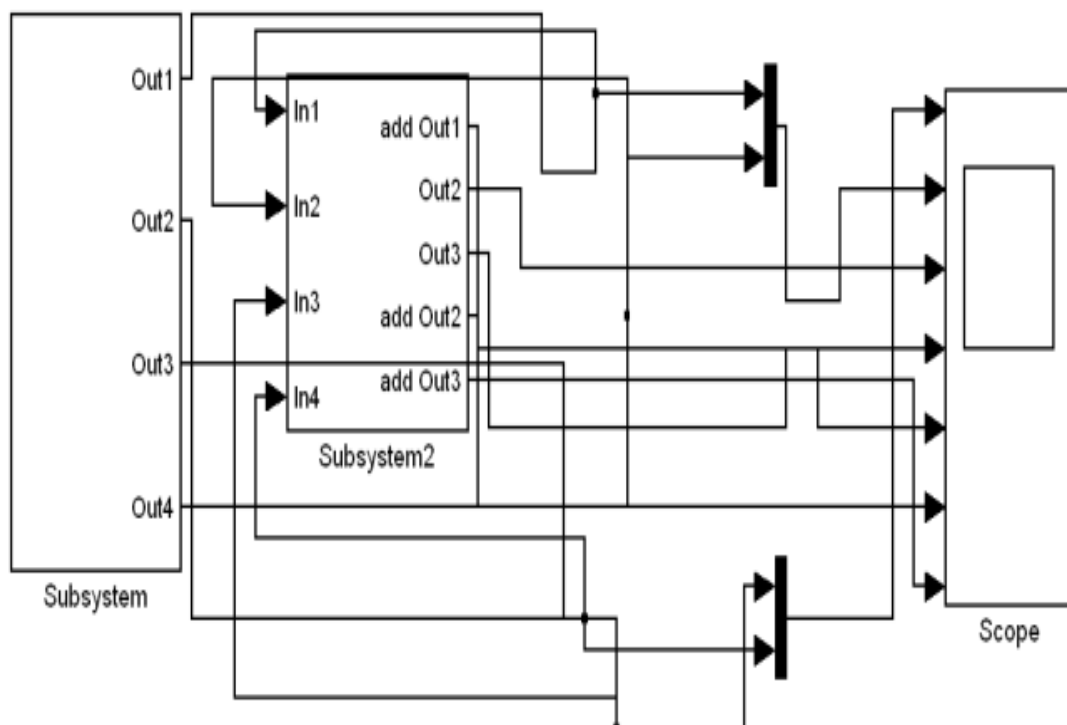 Out1
Out2
Out3
Out4
Subsystem
In1
In2
In3
In4
add Out1
Out2
Out3
add Out2
add Out3
Subsystem2
Scope